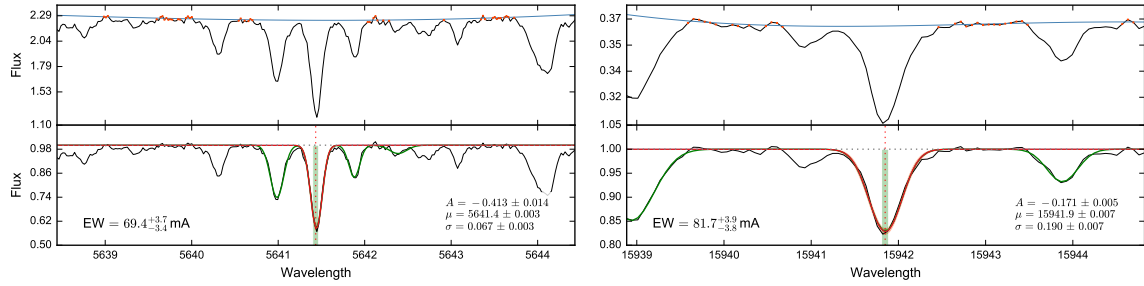 2.29
2.04
1.79
1.53
1.10
Flux
0.98
0.86
0.74
0.62
0.50
Flux
EW = 69.4 +3.7 −3.4 mA
A = −0.413 ± 0.014
μ = 5641.4 ± 0.003
σ = 0.067 ± 0.003
5639 5640 5641 5642 5643 5644
Wavelength
0.37
0.35
0.34
0.32
0.30
1.05
1.00
0.95
0.90
0.85
0.80
EW = 81.7 +3.9 −3.8 mA
A = −0.171 ± 0.005
μ = 15941.9 ± 0.007
σ = 0.190 ± 0.007
15939 15940 15941 15942 15943 15944
Wavelength